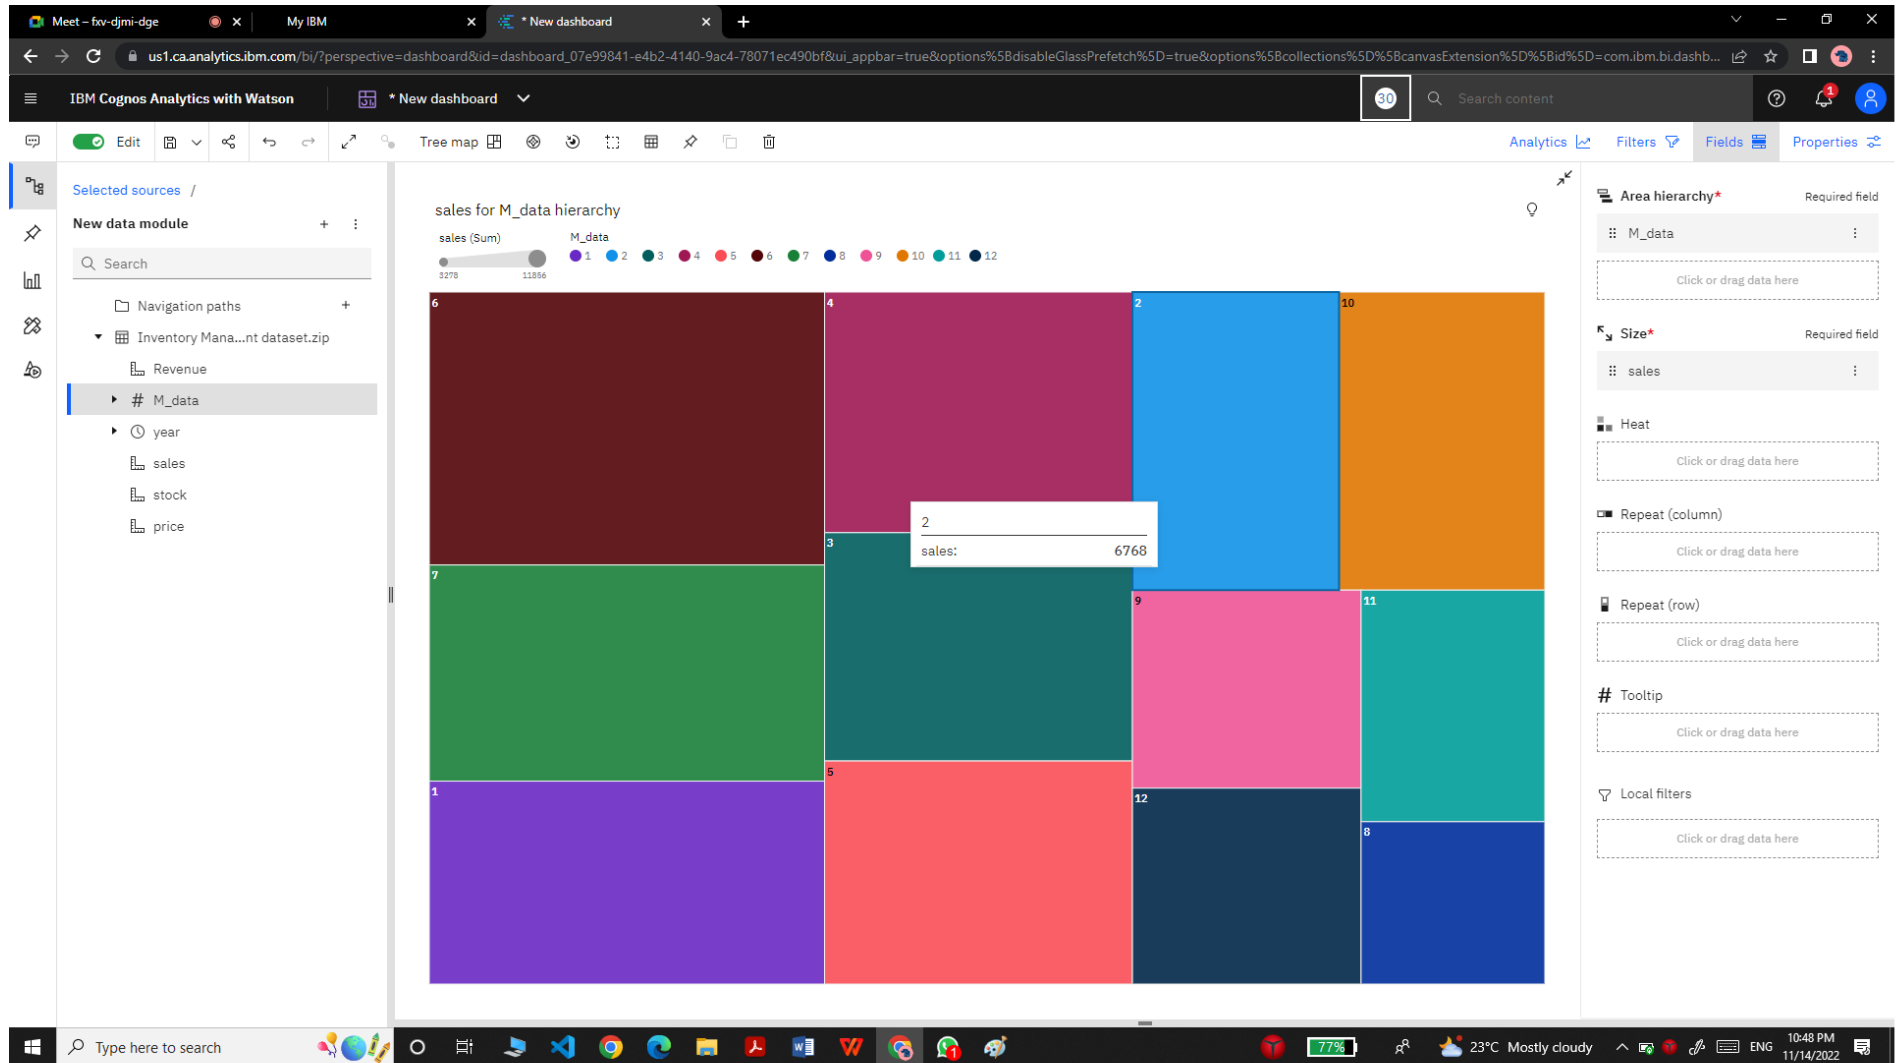 Meet – fxv-djmi-dge
My IBM
* New dashboard
us1.ca.analytics.ibm.com/bi/?perspective=dashboard&id=dashboard_07e99841-e4b2-4140-9ac4-78071ec490bf&ui_appbar=true&options%5BdisableGlassPrefetch%5D=true&options%5Bcollections%5D%5BcanvasExtension%5D%5Bid%5D=com.ibm.bi.dashb...
IBM Cognos Analytics with Watson
* New dashboard
30
Search content
1
Edit
Tree map
Analytics
Filters
Fields
Properties
Selected sources /
New data module
Search
Navigation paths
Inventory Mana...nt dataset.zip
Revenue
M_data
year
sales
stock
price
sales for M_data hierarchy
sales (Sum)
3278 11856
M_data
1 2 3 4 5 6 7 8 9 10 11 12
6
4
2
10
2
sales: 6768
3
7
9
11
5
1
12
8
Area hierarchy* Required field
M_data
Click or drag data here
Size* Required field
sales
Heat
Click or drag data here
Repeat (column)
Click or drag data here
Repeat (row)
Click or drag data here
Tooltip
Click or drag data here
Local filters
Click or drag data here
Type here to search
1
77%
23°C Mostly cloudy
ENG
10:48 PM
11/14/2022